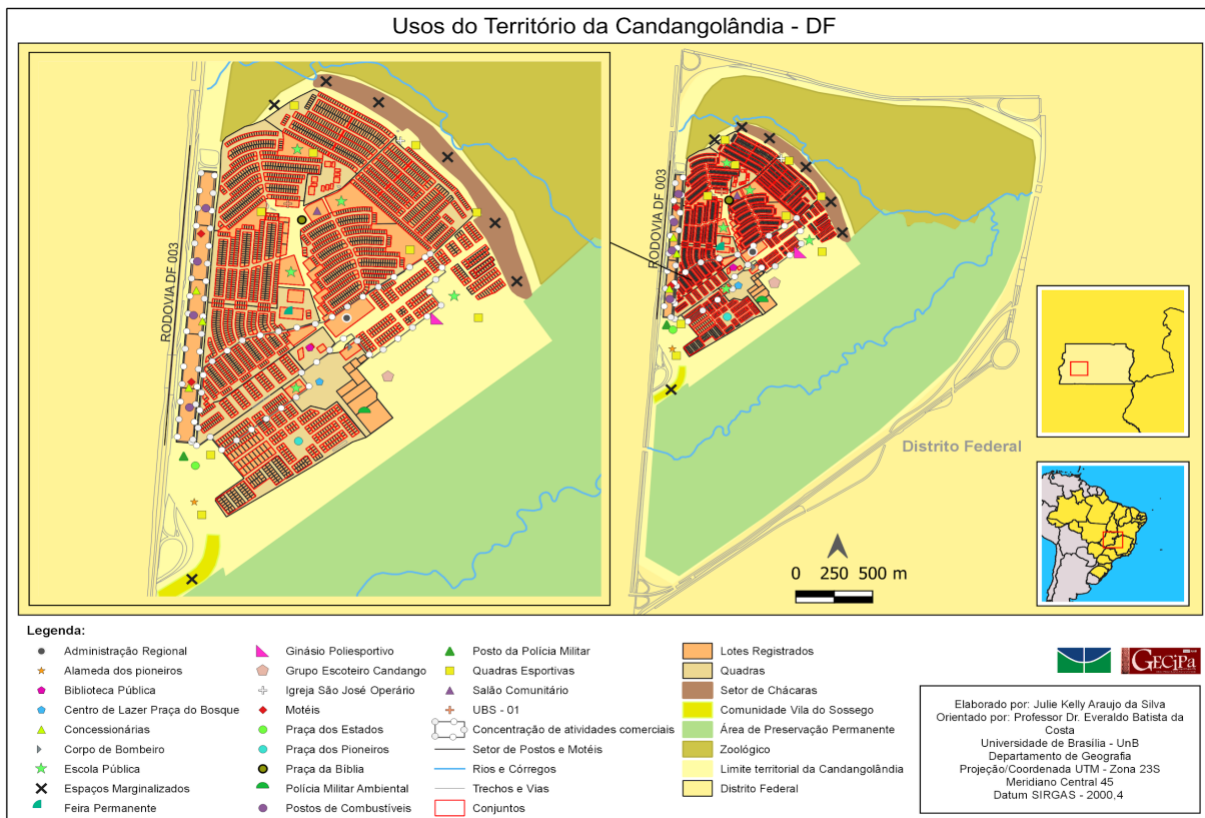 Usos do Território da Candangolândia - DF
RODOVIA DF 003
RODOVIA DF 003
Distrito Federal
0 250 500 m
Legenda:
Administração Regional
Alameda dos pioneiros
Biblioteca Pública
Centro de Lazer Praça do Bosque
Concessionárias
Corpo de Bombeiro
Escola Pública
Espaços Marginalizados
Feira Permanente
Ginásio Poliesportivo
Grupo Escoteiro Candango
Igreja São José Operário
Motéis
Praça dos Estados
Praça dos Pioneiros
Praça da Bíblia
Polícia Militar Ambiental
Postos de Combustíveis
Posto da Polícia Militar
Quadras Esportivas
Salão Comunitário
UBS - 01
Concentração de atividades comerciais
Setor de Postos e Motéis
Rios e Córregos
Trechos e Vias
Conjuntos
Lotes Registrados
Quadras
Setor de Chácaras
Comunidade Vila do Sossego
Área de Preservação Permanente
Zoológico
Limite territorial da Candangolândia
Distrito Federal
GECIPA
Elaborado por: Julie Kelly Araujo da Silva
Orientado por: Professor Dr. Everaldo Batista da
Costa
Universidade de Brasília - UnB
Departamento de Geografia
Projeção/Coordenada UTM - Zona 23S
Meridiano Central 45
Datum SIRGAS - 2000,4